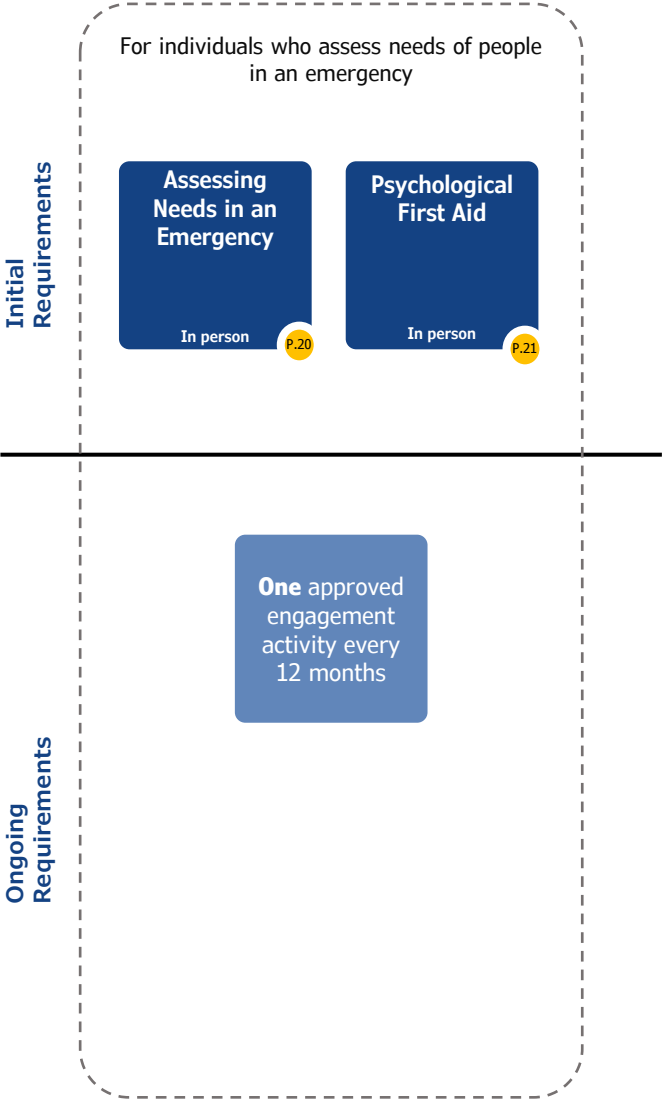 For individuals who assess needs of people
in an emergency
Initial
Requirements
Assessing
Needs in an
Emergency
In person
P.20
Psychological
First Aid
In person
P.21
Ongoing
Requirements
One approved
engagement
activity every
12 months